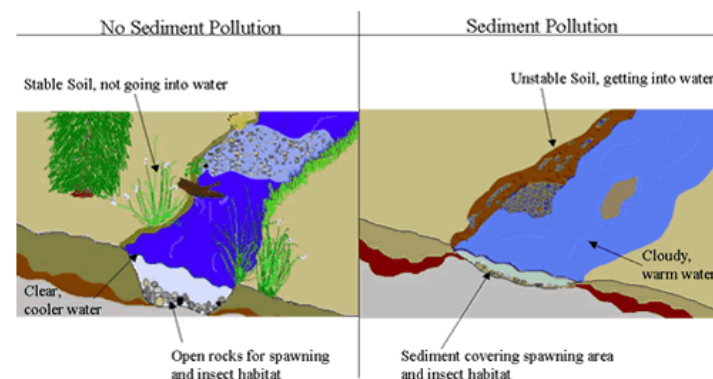 No Sediment Pollution
Sediment Pollution
Stable Soil, not going into water
Unstable Soil, getting into water
Clear,
cooler water
Cloudy,
warm water
Open rocks for spawning
and insect habitat
Sediment covering spawning area
and insect habitat